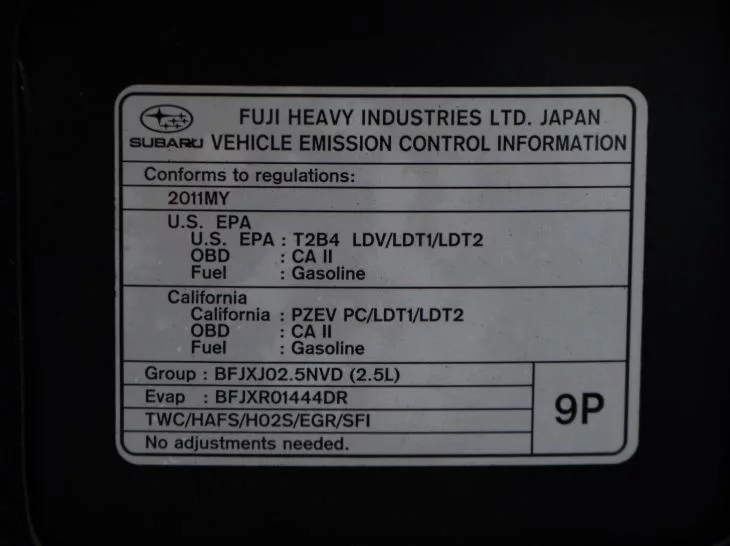 FUJI HEAVY INDUSTRIES LTD. JAPAN
SUBARU VEHICLE EMISSION CONTROL INFORMATION
Conforms to regulations:
2011MY
U.S. EPA
U.S. EPA : T2B4 LDV/LDT1/LDT2
OBD : CA II
Fuel : Gasoline
California
California : PZEV PC/LDT1/LDT2
OBD : CA II
Fuel : Gasoline
Group : BFJXJ02.5NVD (2.5L)
Evap : BFJXR01444DR
TWC/HAFS/HO2S/EGR/SFI
No adjustments needed.
9P